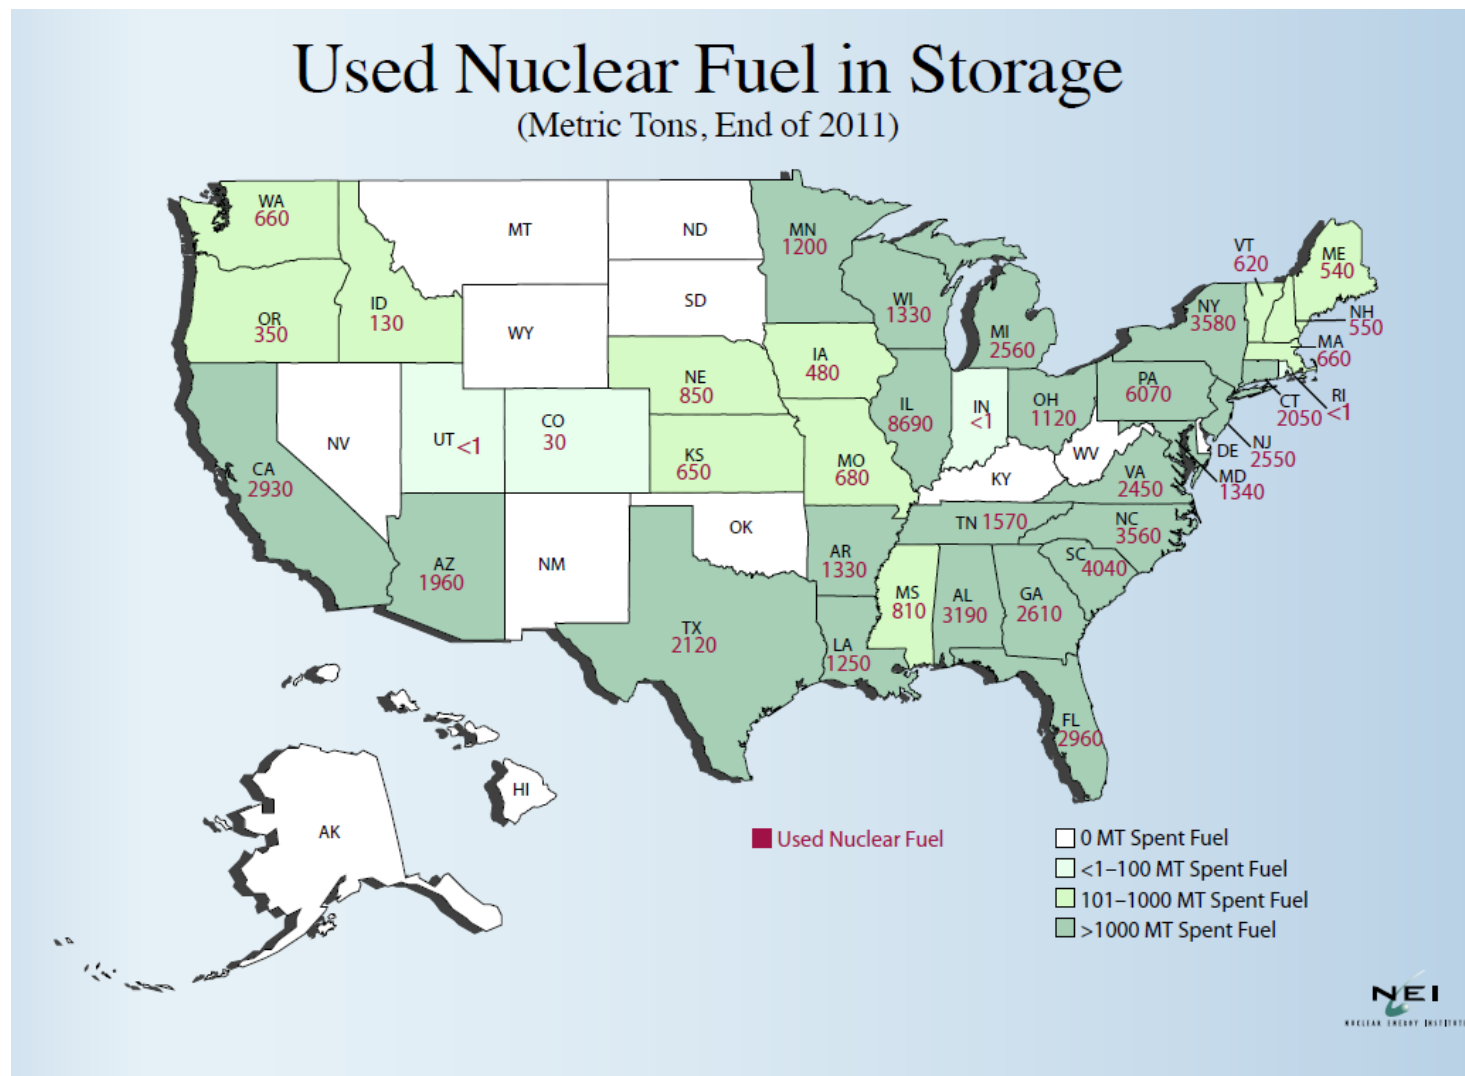 Used Nuclear Fuel in Storage
(Metric Tons, End of 2011)
WA
660
MT
ND
MN
1200
VT
620
ME
540
SD
WI
1330
NY
3580
NH
550
OR
350
ID
130
WY
MI
2560
MA
660
IA
480
NE
850
PA
6070
CT
2050
RI
<1
IL
8690
IN
<1
OH
1120
NV
UT <1
CO
30
DE
NJ
2550
KS
650
MO
680
WV
CA
2930
KY
VA
2450
MD
1340
OK
TN 1570
NC
3560
AZ
1960
NM
AR
1330
SC
4040
MS
810
AL
3190
GA
2610
TX
2120
LA
1250
FL
2960
HI
AK
Used Nuclear Fuel
0 MT Spent Fuel
<1–100 MT Spent Fuel
101–1000 MT Spent Fuel
>1000 MT Spent Fuel
NEI
NUCLEAR ENERGY INSTITUTE